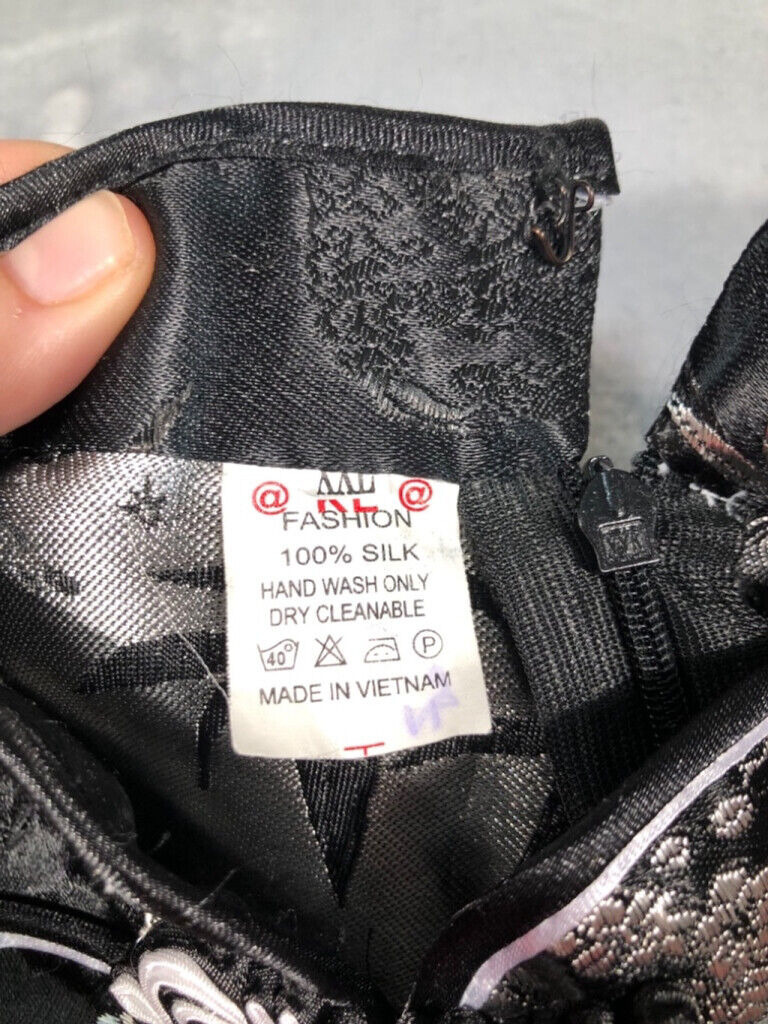 @ XXL @
FASHION
100% SILK
HAND WASH ONLY
DRY CLEANABLE
40° P
MADE IN VIETNAM